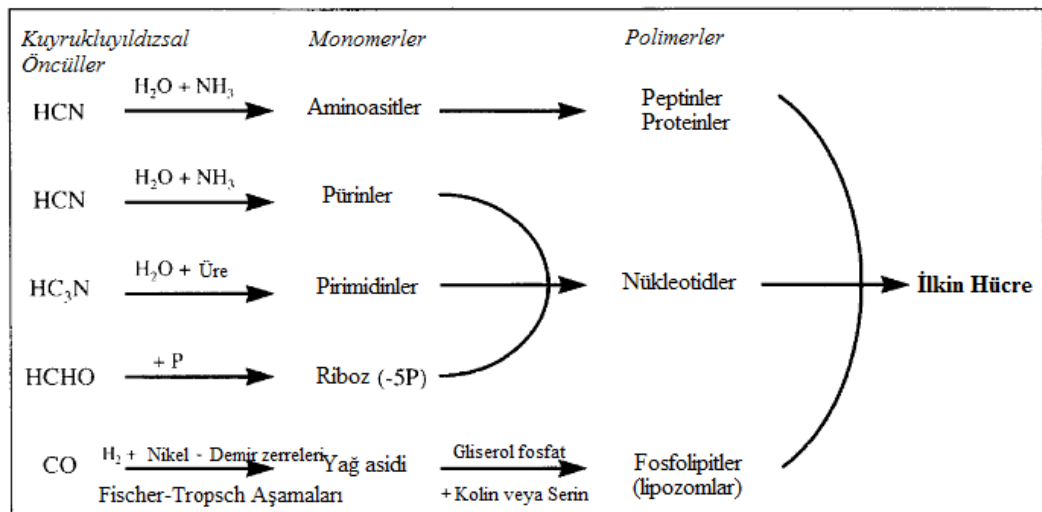 Kuyrukluyıldızsal Öncüller
Monomerler
Polimerler
HCN
H₂O + NH₃
Aminoasitler
Peptinler
Proteinler
HCN
H₂O + NH₃
Pürinler
HC₃N
H₂O + Üre
Pirimidinler
Nükleotidler
İlkin Hücre
HCHO
+ P
Riboz (-5P)
CO
H₂ + Nikel - Demir zerreleri
Fischer-Tropsch Aşamaları
Yağ asidi
Gliserol fosfat
+ Kolin veya Serin
Fosfolipitler
(lipozomlar)